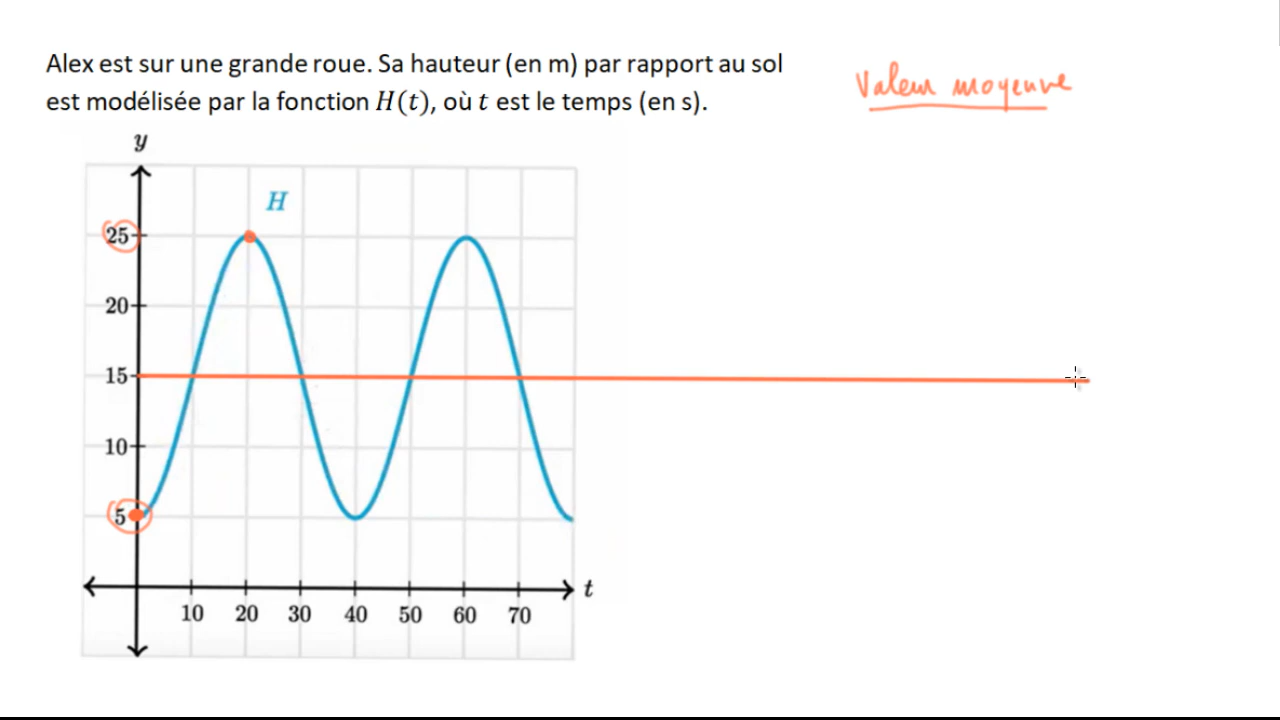 Alex est sur une grande roue. Sa hauteur (en m) par rapport au sol
est modélisée par la fonction H(t), où t est le temps (en s).
Valeur moyenne
y
H
25
20
15
10
5
t
10 20 30 40 50 60 70